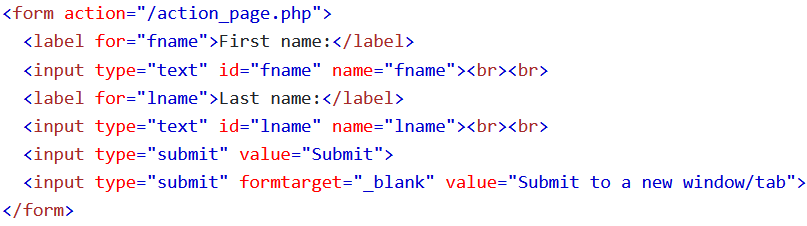 <form action="/action_page.php">
<label for="fname">First name:</label>
<input type="text" id="fname" name="fname"><br><br>
<label for="lname">Last name:</label>
<input type="text" id="lname" name="lname"><br><br>
<input type="submit" value="Submit">
<input type="submit" formtarget="_blank" value="Submit to a new window/tab">
</form>